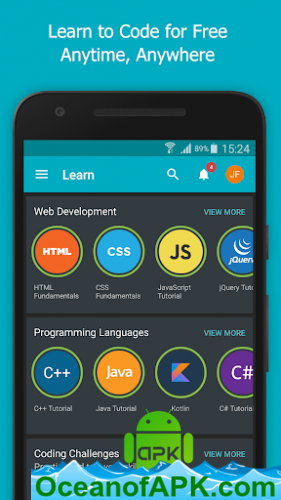 Learn to Code for Free
Anytime, Anywhere
89% 15:24
Learn
4
JF
Web Development
VIEW MORE
HTML
CSS
JS
jQuery
HTML Fundamentals
CSS Fundamentals
JavaScript Tutorial
jQuery Tuto
Programming Languages
VIEW MORE
C++
Java
C#
C++ Tutorial
Java Tutorial
Kotlin
C# Tutorial
Coding Challenges
VIEW MORE
apk
OceanofAPK.com